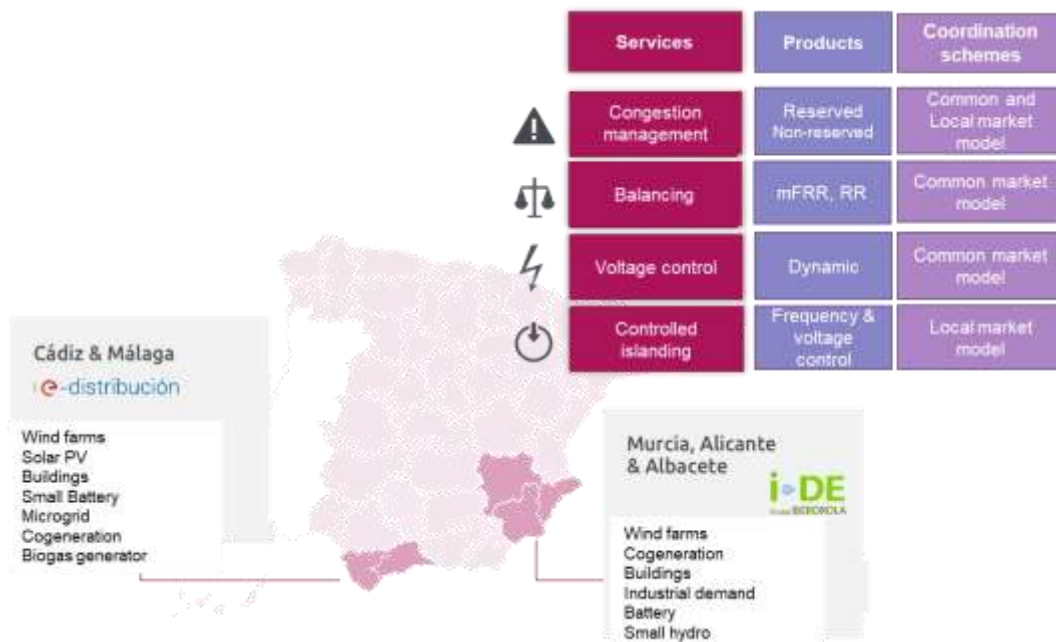 Services
Products
Coordination
schemes
Congestion
management
Reserved
Non-reserved
Common and
Local market
model
Balancing
mFRR, RR
Common market
model
Voltage control
Dynamic
Common market
model
Controlled
islanding
Frequency &
voltage
control
Local market
model
Cádiz & Málaga
e-distribución
Wind farms
Solar PV
Buildings
Small Battery
Microgrid
Cogeneration
Biogas generator
Murcia, Alicante
& Albacete
i-DE
IBERDROLA
Wind farms
Cogeneration
Buildings
Industrial demand
Battery
Small hydro